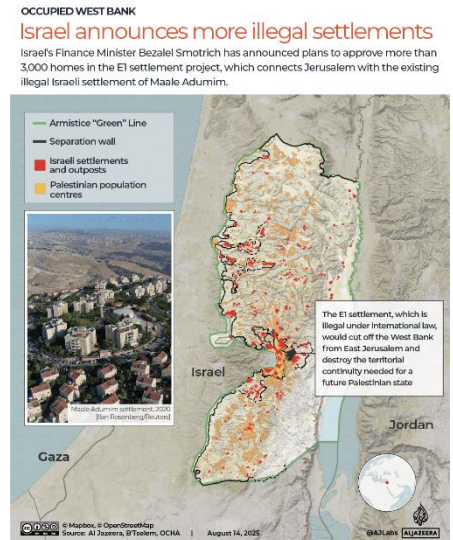 OCCUPIED WEST BANK
Israel announces more illegal settlements
Israel's Finance Minister Bezalel Smotrich has announced plans to approve more than
3,000 homes in the E1 settlement project, which connects Jerusalem with the existing
illegal Israeli settlement of Maale Adumim.
Armistice "Green" Line
Separation wall
Israeli settlements
and outposts
Palestinian population
centres
The E1 settlement, which is
illegal under international law,
would cut off the West Bank
from East Jerusalem and
destroy the territorial
continuity needed for a
future Palestinian state
Israel
Maale Adumim settlement, 2020
[Ilan Rosenberg/Reuters]
Jordan
Gaza
© Mapbox, © OpenStreetMap
Source: Al Jazeera, B'Tselem, OCHA | August 14, 2025
@AJLabs ALJAZEERA